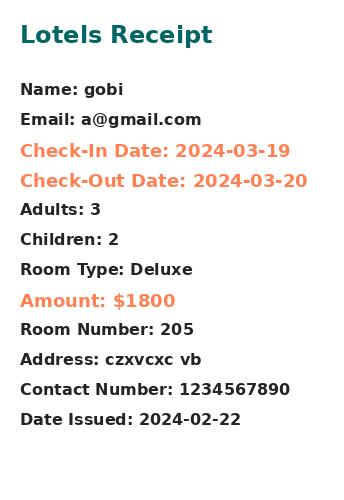 Lotels Receipt
Name: gobi
Email: a@gmail.com
Check-In Date: 2024-03-19
Check-Out Date: 2024-03-20
Adults: 3
Children: 2
Room Type: Deluxe
Amount: $1800
Room Number: 205
Address: czxvcxc vb
Contact Number: 1234567890
Date Issued: 2024-02-22